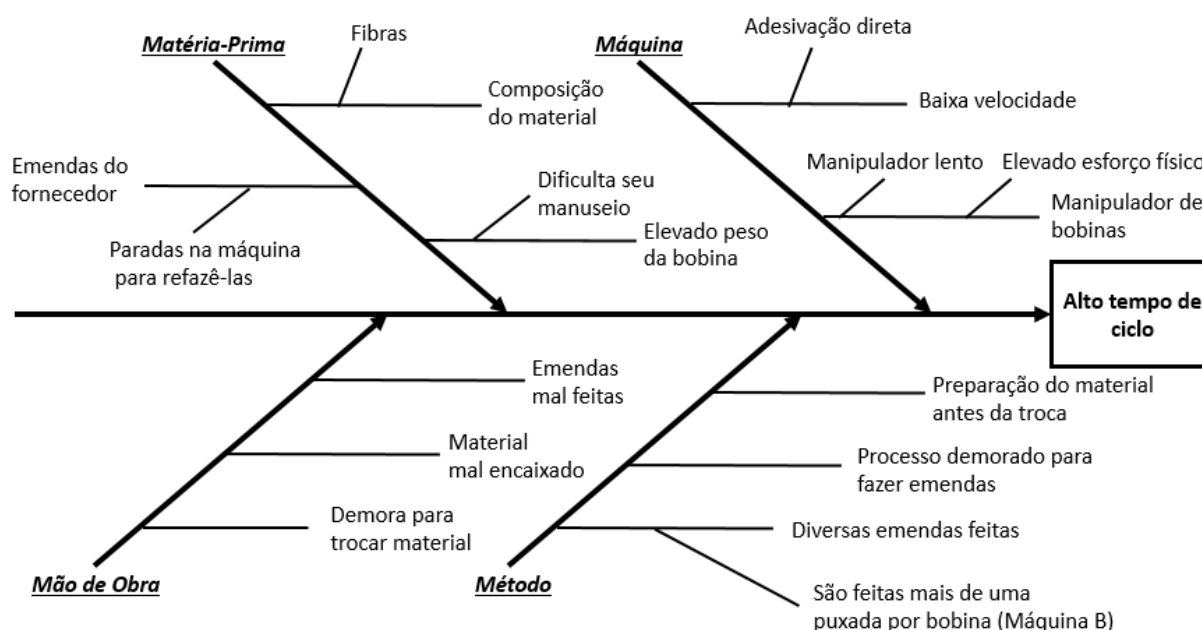 Matéria-Prima
Fibras
Composição
do material
Emendas do
fornecedor
Paradas na máquina
para refazê-las
Dificulta seu
manuseio
Elevado peso
da bobina
Máquina
Adesivação direta
Baixa velocidade
Manipulador lento
Elevado esforço físico
Manipulador de
bobinas
Alto tempo de
ciclo
Emendas
mal feitas
Material
mal encaixado
Demora para
trocar material
Mão de Obra
Preparação do material
antes da troca
Processo demorado para
fazer emendas
Diversas emendas feitas
São feitas mais de uma
puxada por bobina (Máquina B)
Método